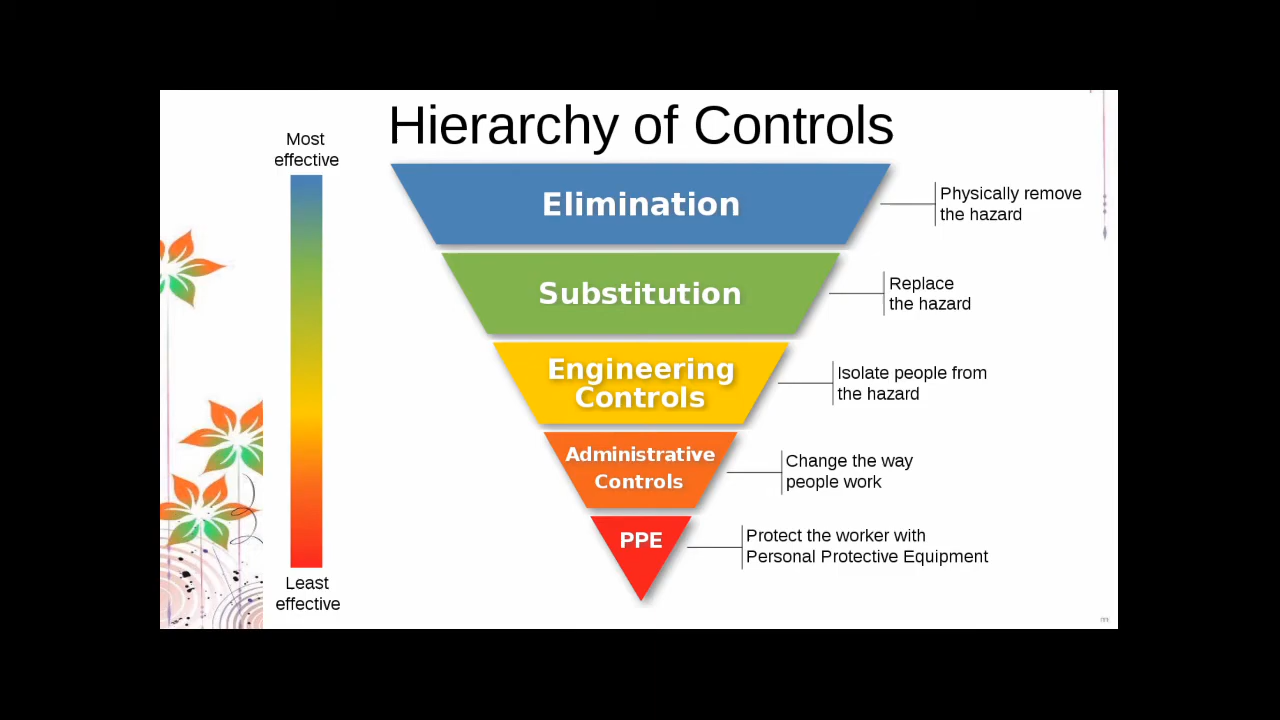 Hierarchy of Controls
Most
effective
Elimination
Physically remove
the hazard
Substitution
Replace
the hazard
Engineering
Controls
Isolate people from
the hazard
Administrative
Controls
Change the way
people work
PPE
Protect the worker with
Personal Protective Equipment
Least
effective